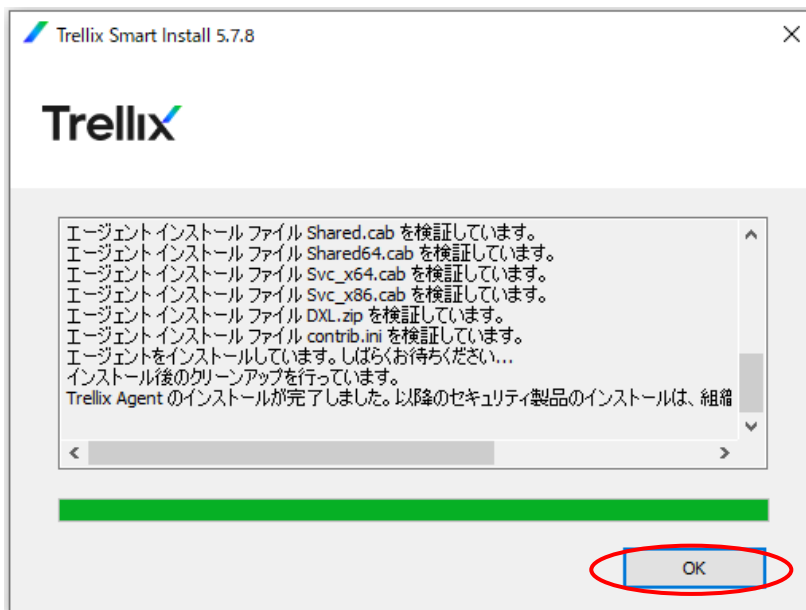 Trellix Smart Install 5.7.8
Trellix
エージェント インストール ファイル Shared.cab を検証しています。
エージェント インストール ファイル Shared64.cab を検証しています。
エージェント インストール ファイル Svc_x64.cab を検証しています。
エージェント インストール ファイル Svc_x86.cab を検証しています。
エージェント インストール ファイル DXL.zip を検証しています。
エージェント インストール ファイル contrib.ini を検証しています。
エージェントをインストールしています。しばらくお待ちください...
インストール後のクリーンアップを行っています。
Trellix Agent のインストールが完了しました。以降のセキュリティ製品のインストールは、組織
OK